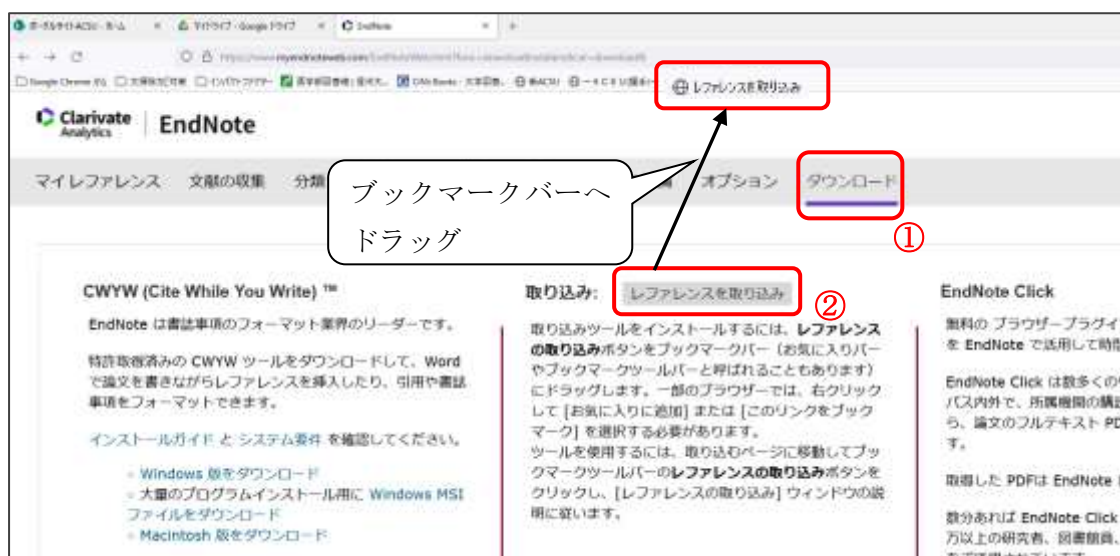 EndNote
レファレンスを取り込み
Clarivate
Analytics
EndNote
マイレファレンス 文献の収集 分類 オプション ダウンロード
ブックマークバーへ
ドラッグ
①
CWYW (Cite While You Write) ™
EndNote は書誌事項のフォーマット業界のリーダーです。
特許取得済みの CWYW ツールをダウンロードして、Word
で論文を書きながらレファレンスを挿入したり、引用や書誌
事項をフォーマットできます。
インストールガイド と システム要件 を確認してください。
Windows 版をダウンロード
大量のプログラムインストール用に Windows MSI
ファイルをダウンロード
Macintosh 版をダウンロード
取り込み: レファレンスを取り込み
②
取り込みツールをインストールするには、レファレンス
の取り込みボタンをブックマークバー（お気に入りバー
やブックマークツールバーと呼ばれることもあります）
にドラッグします。一部のブラウザーでは、右クリック
して [お気に入りに追加] または [このリンクをブック
マーク] を選択する必要があります。
ツールを使用するには、取り込むページに移動してブッ
クマークツールバーのレファレンスの取り込みボタンを
クリックし、[レファレンスの取り込み] ウィンドウの説
明に従います。
EndNote Click
無料の ブラウザープラグイ
を EndNote で活用して時間
EndNote Click は数多くの
パス内外で、所属機関の購読
ら、論文のフルテキスト PD
す。
取得した PDFは EndNote
数分あれば EndNote Click
万以上の研究者、図書館員、